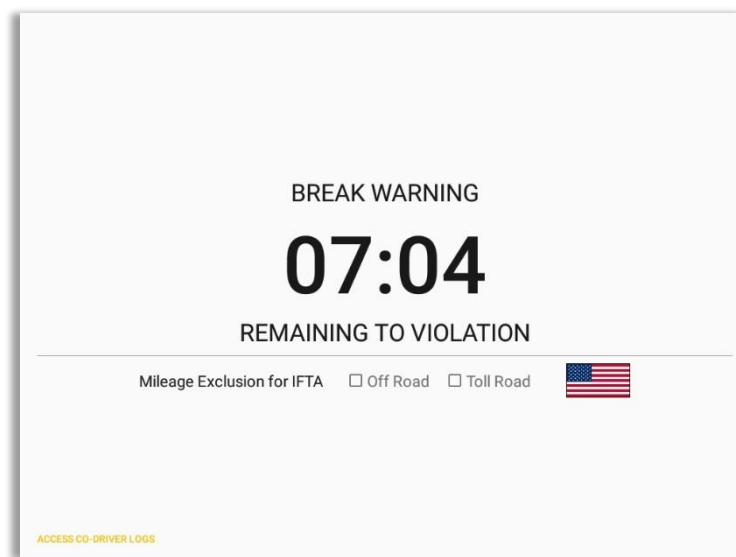 BREAK WARNING
07:04
REMAINING TO VIOLATION
Mileage Exclusion for IFTA Off Road Toll Road
ACCESS CO-DRIVER LOGS